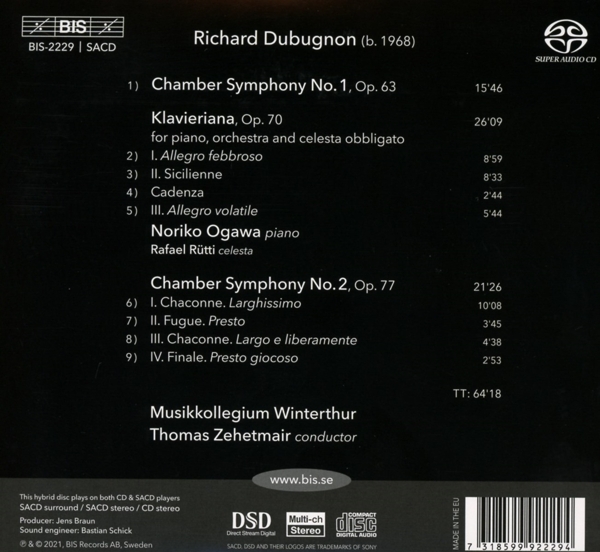 BIS
BIS-2229 | SACD
Richard Dubugnon (b. 1968)
SUPER AUDIO CD
1) Chamber Symphony No. 1, Op. 63 15'46
Klavieriana, Op. 70 26'09
for piano, orchestra and celesta obbligato
2) I. Allegro febbroso 8'59
3) II. Sicilienne 8'33
4) Cadenza 2'44
5) III. Allegro volatile 5'44
Noriko Ogawa piano
Rafael Rütti celesta
Chamber Symphony No. 2, Op. 77 21'26
6) I. Chaconne. Larghissimo 10'08
7) II. Fugue. Presto 3'45
8) III. Chaconne. Largo e liberamente 4'38
9) IV. Finale. Presto giocoso 2'53
TT: 64'18
Musikkollegium Winterthur
Thomas Zehetmair conductor
www.bis.se
This hybrid disc plays on both CD & SACD players
SACD surround / SACD stereo / CD stereo
Producer: Jens Braun
Sound engineer: Bastian Schick
℗ & © 2021, BIS Records AB, Sweden
DSD
Direct Stream Digital
Multi-ch
Stereo
COMPACT
disc
DIGITAL AUDIO
SACD, DSD AND THEIR LOGOS ARE TRADEMARKS OF SONY
MADE IN THE EU
7 318599 922294